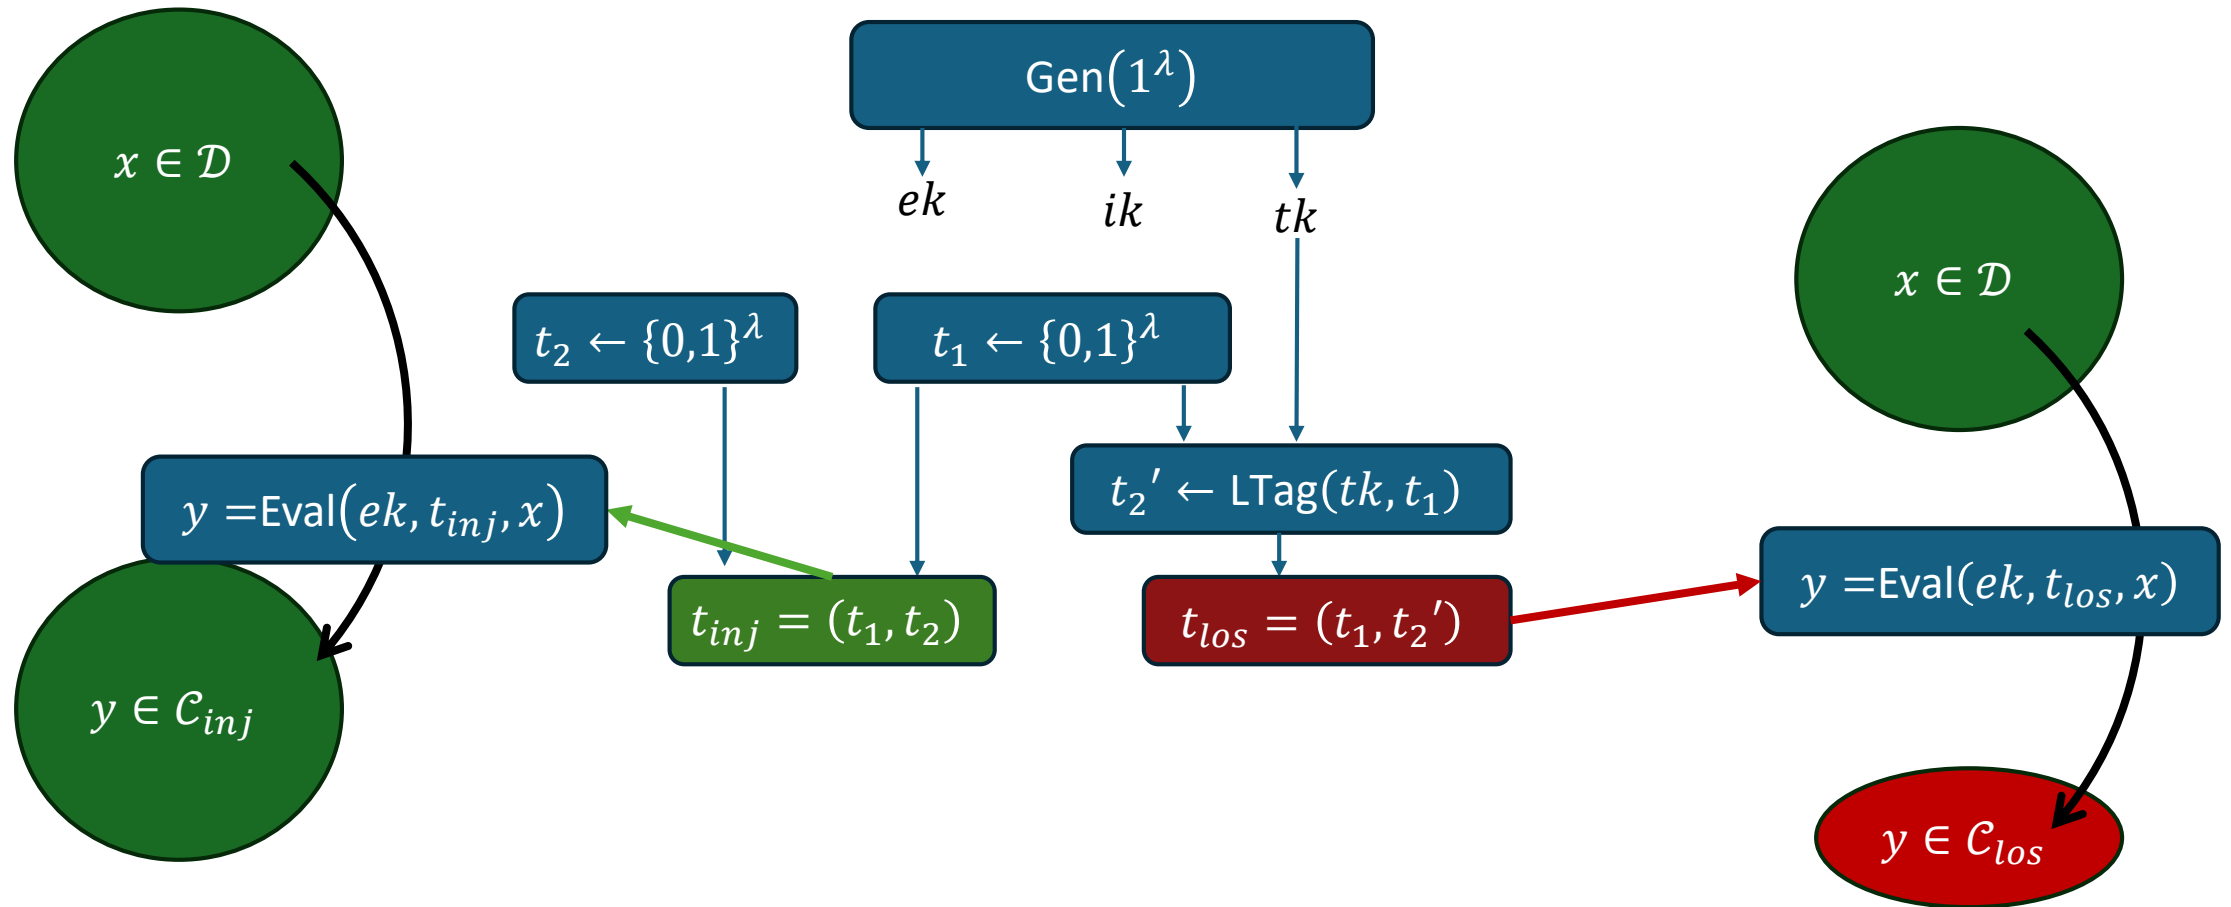 Gen(1^λ)
x ∈ 𝒟
ek
ik
tk
x ∈ 𝒟
t₂ ← {0,1}^λ
t₁ ← {0,1}^λ
y =Eval(ek, t_inj, x)
t₂′ ← LTag(tk, t₁)
y =Eval(ek, t_los, x)
t_inj = (t₁, t₂)
t_los = (t₁, t₂′)
y ∈ 𝒞_inj
y ∈ 𝒞_los